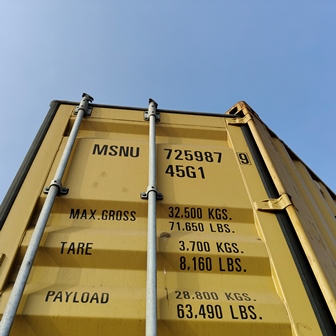 MSNU 725987 9
45G1
MAX.GROSS 32,500 KGS.
71,650 LBS.
TARE 3.700 KGS.
8,160 LBS.
PAYLOAD 28.800 KGS.
63,490 LBS.